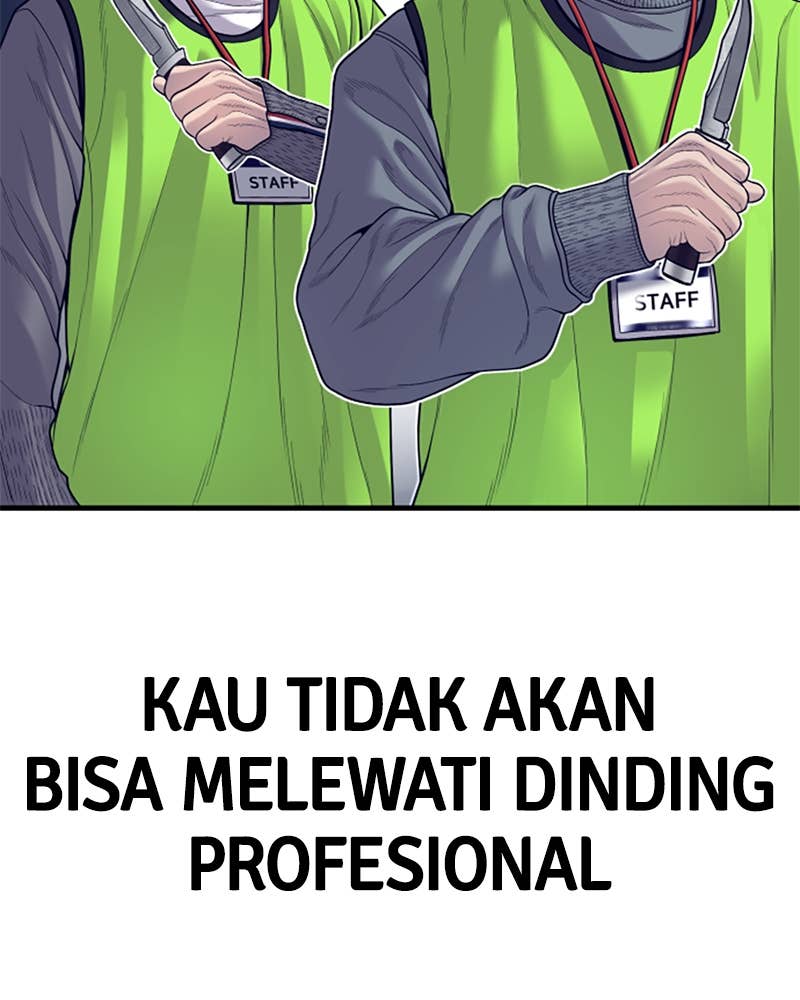 STAFF
STAFF
KAU TIDAK AKAN
BISA MELEWATI DINDING
PROFESIONAL